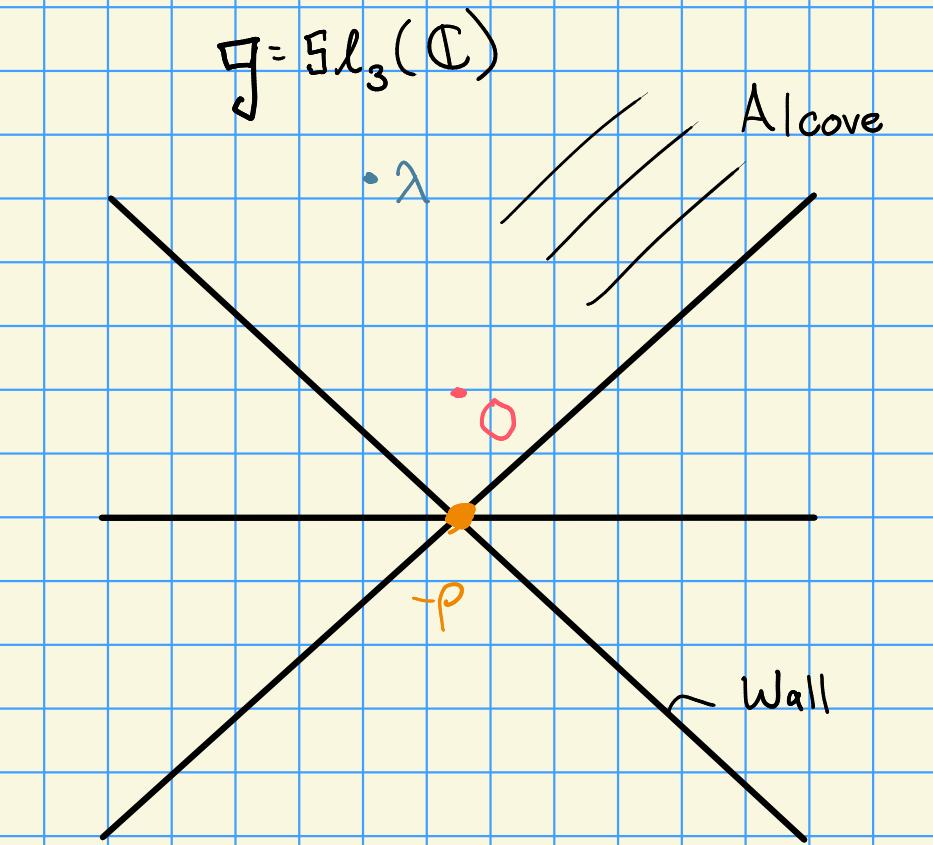 𝔤 = 𝔰l₃(ℂ)
Alcove
λ
0
-ρ
Wall